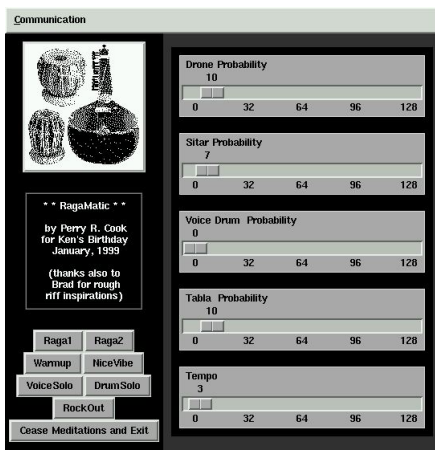 Communication
* * RagaMatic * *
by Perry R. Cook
for Ken's Birthday
January, 1999
(thanks also to
Brad for rough
riff inspirations)
Raga1 Raga2
Warmup NiceVibe
VoiceSolo DrumSolo
RockOut
Cease Meditations and Exit
Drone Probability
10
0 32 64 96 128
Sitar Probability
7
0 32 64 96 128
Voice Drum Probability
0
0 32 64 96 128
Tabla Probability
10
0 32 64 96 128
Tempo
3
0 32 64 96 128